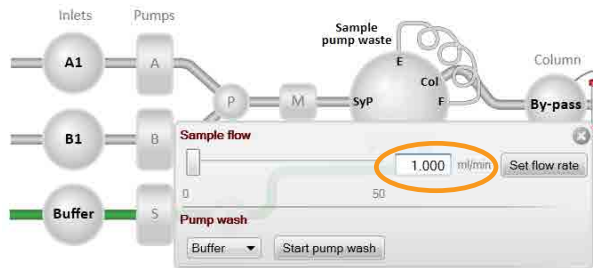 Inlets
Pumps
Sample
pump waste
Column
A1
A
E
Col
P
M
SyP
F
By-pass
B1
B
Sample flow
1.000 ml/min
Set flow rate
0
50
Buffer
S
Pump wash
Buffer
Start pump wash